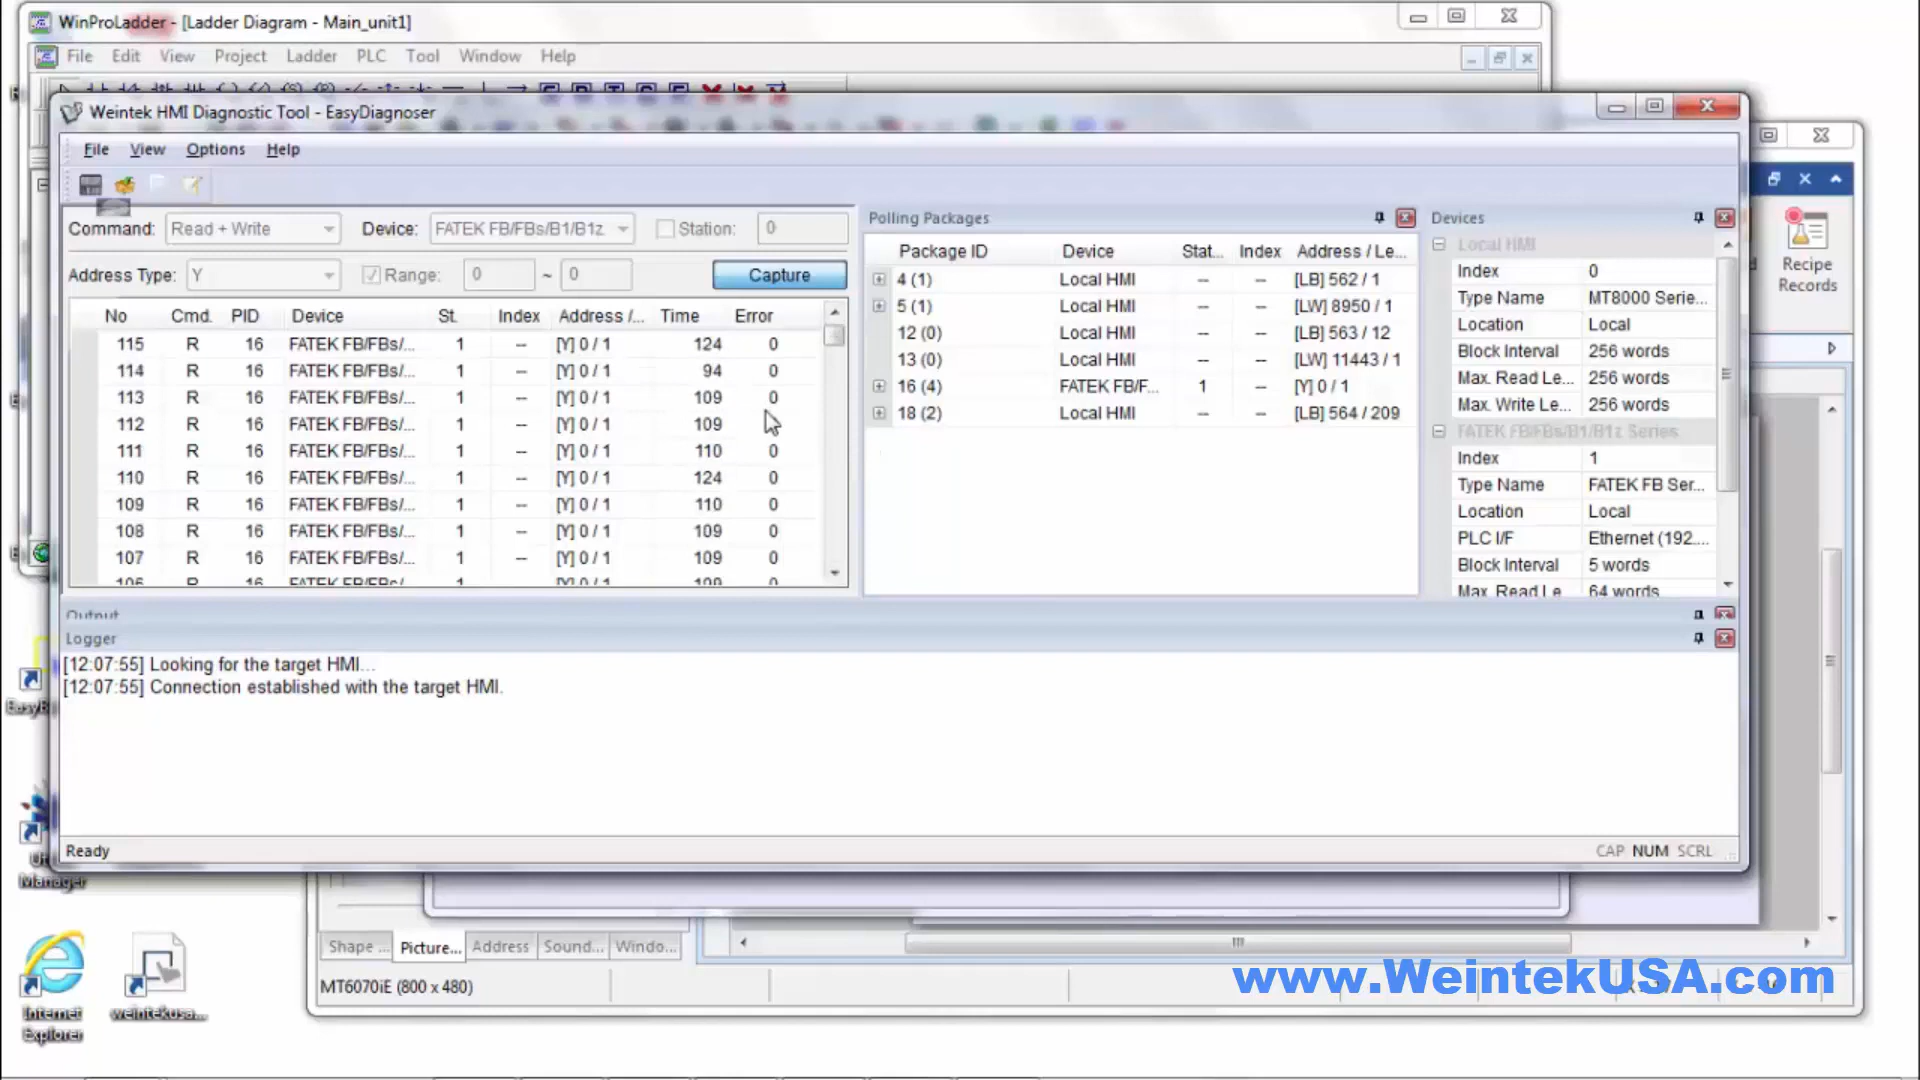 WinProLadder - [Ladder Diagram - Main_unit1]
File Edit View Project Ladder PLC Tool Window Help
Weintek HMI Diagnostic Tool - EasyDiagnoser
File View Options Help
Command: Read + Write Device: FATEK FB/FBs/B1/B1z Station: 0
Address Type: Y Range: 0 ~ 0 Capture
No Cmd. PID Device St. Index Address /... Time Error
115 R 16 FATEK FB/FBs/... 1 -- [Y] 0 / 1 124 0
114 R 16 FATEK FB/FBs/... 1 -- [Y] 0 / 1 94 0
113 R 16 FATEK FB/FBs/... 1 -- [Y] 0 / 1 109 0
112 R 16 FATEK FB/FBs/... 1 -- [Y] 0 / 1 109 0
111 R 16 FATEK FB/FBs/... 1 -- [Y] 0 / 1 110 0
110 R 16 FATEK FB/FBs/... 1 -- [Y] 0 / 1 124 0
109 R 16 FATEK FB/FBs/... 1 -- [Y] 0 / 1 110 0
108 R 16 FATEK FB/FBs/... 1 -- [Y] 0 / 1 109 0
107 R 16 FATEK FB/FBs/... 1 -- [Y] 0 / 1 109 0
106 R 16 FATEK FB/FBs/... 1 -- [Y] 0 / 1 109 0
Polling Packages
Package ID Device Stat... Index Address / Le...
4 (1) Local HMI -- -- [LB] 562 / 1
5 (1) Local HMI -- -- [LW] 8950 / 1
12 (0) Local HMI -- -- [LB] 563 / 12
13 (0) Local HMI -- -- [LW] 11443 / 1
16 (4) FATEK FB/F... 1 -- [Y] 0 / 1
18 (2) Local HMI -- -- [LB] 564 / 209
Devices
Local HMI
Index 0
Type Name MT8000 Serie...
Location Local
Block Interval 256 words
Max. Read Le... 256 words
Max. Write Le... 256 words
FATEK FB/FBs/B1/B1z Series
Index 1
Type Name FATEK FB Ser...
Location Local
PLC I/F Ethernet (192....
Block Interval 5 words
Max. Read Le 64 words
Recipe
Records
Output
Logger
[12:07:55] Looking for the target HMI...
[12:07:55] Connection established with the target HMI.
Ready CAP NUM SCRL
Manager
Shape ... Picture... Address Sound... Windo...
MT6070iE (800 x 480)
Internet
Explorer
weintekusa...
www.WeintekUSA.com